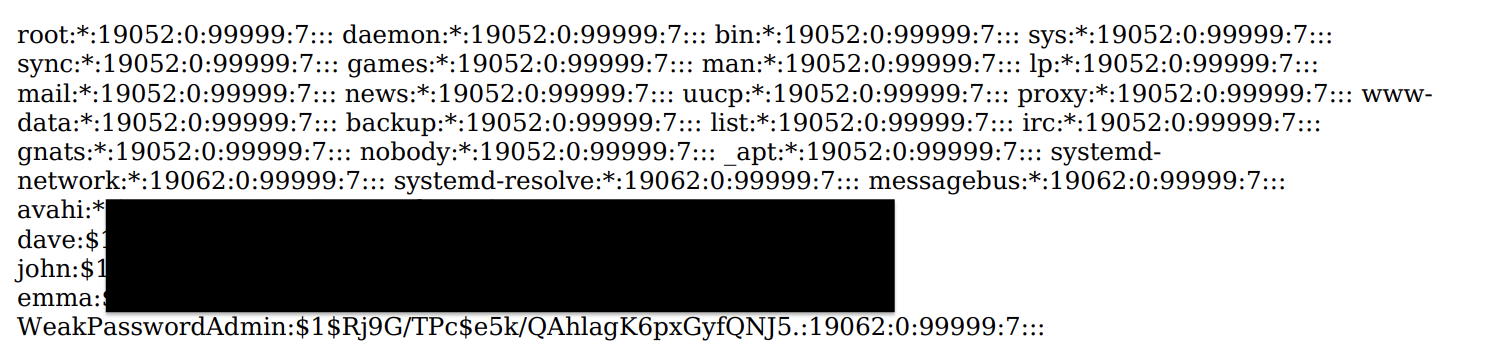 root:*:19052:0:99999:7::: daemon:*:19052:0:99999:7::: bin:*:19052:0:99999:7::: sys:*:19052:0:99999:7:::
sync:*:19052:0:99999:7::: games:*:19052:0:99999:7::: man:*:19052:0:99999:7::: lp:*:19052:0:99999:7:::
mail:*:19052:0:99999:7::: news:*:19052:0:99999:7::: uucp:*:19052:0:99999:7::: proxy:*:19052:0:99999:7::: www-
data:*:19052:0:99999:7::: backup:*:19052:0:99999:7::: list:*:19052:0:99999:7::: irc:*:19052:0:99999:7:::
gnats:*:19052:0:99999:7::: nobody:*:19052:0:99999:7::: _apt:*:19052:0:99999:7::: systemd-
network:*:19062:0:99999:7::: systemd-resolve:*:19062:0:99999:7::: messagebus:*:19062:0:99999:7:::
avahi:*
dave:$1
john:$1
emma:$
WeakPasswordAdmin:$1$Rj9G/TPc$e5k/QAhlagK6pxGyfQNJ5.:19062:0:99999:7:::